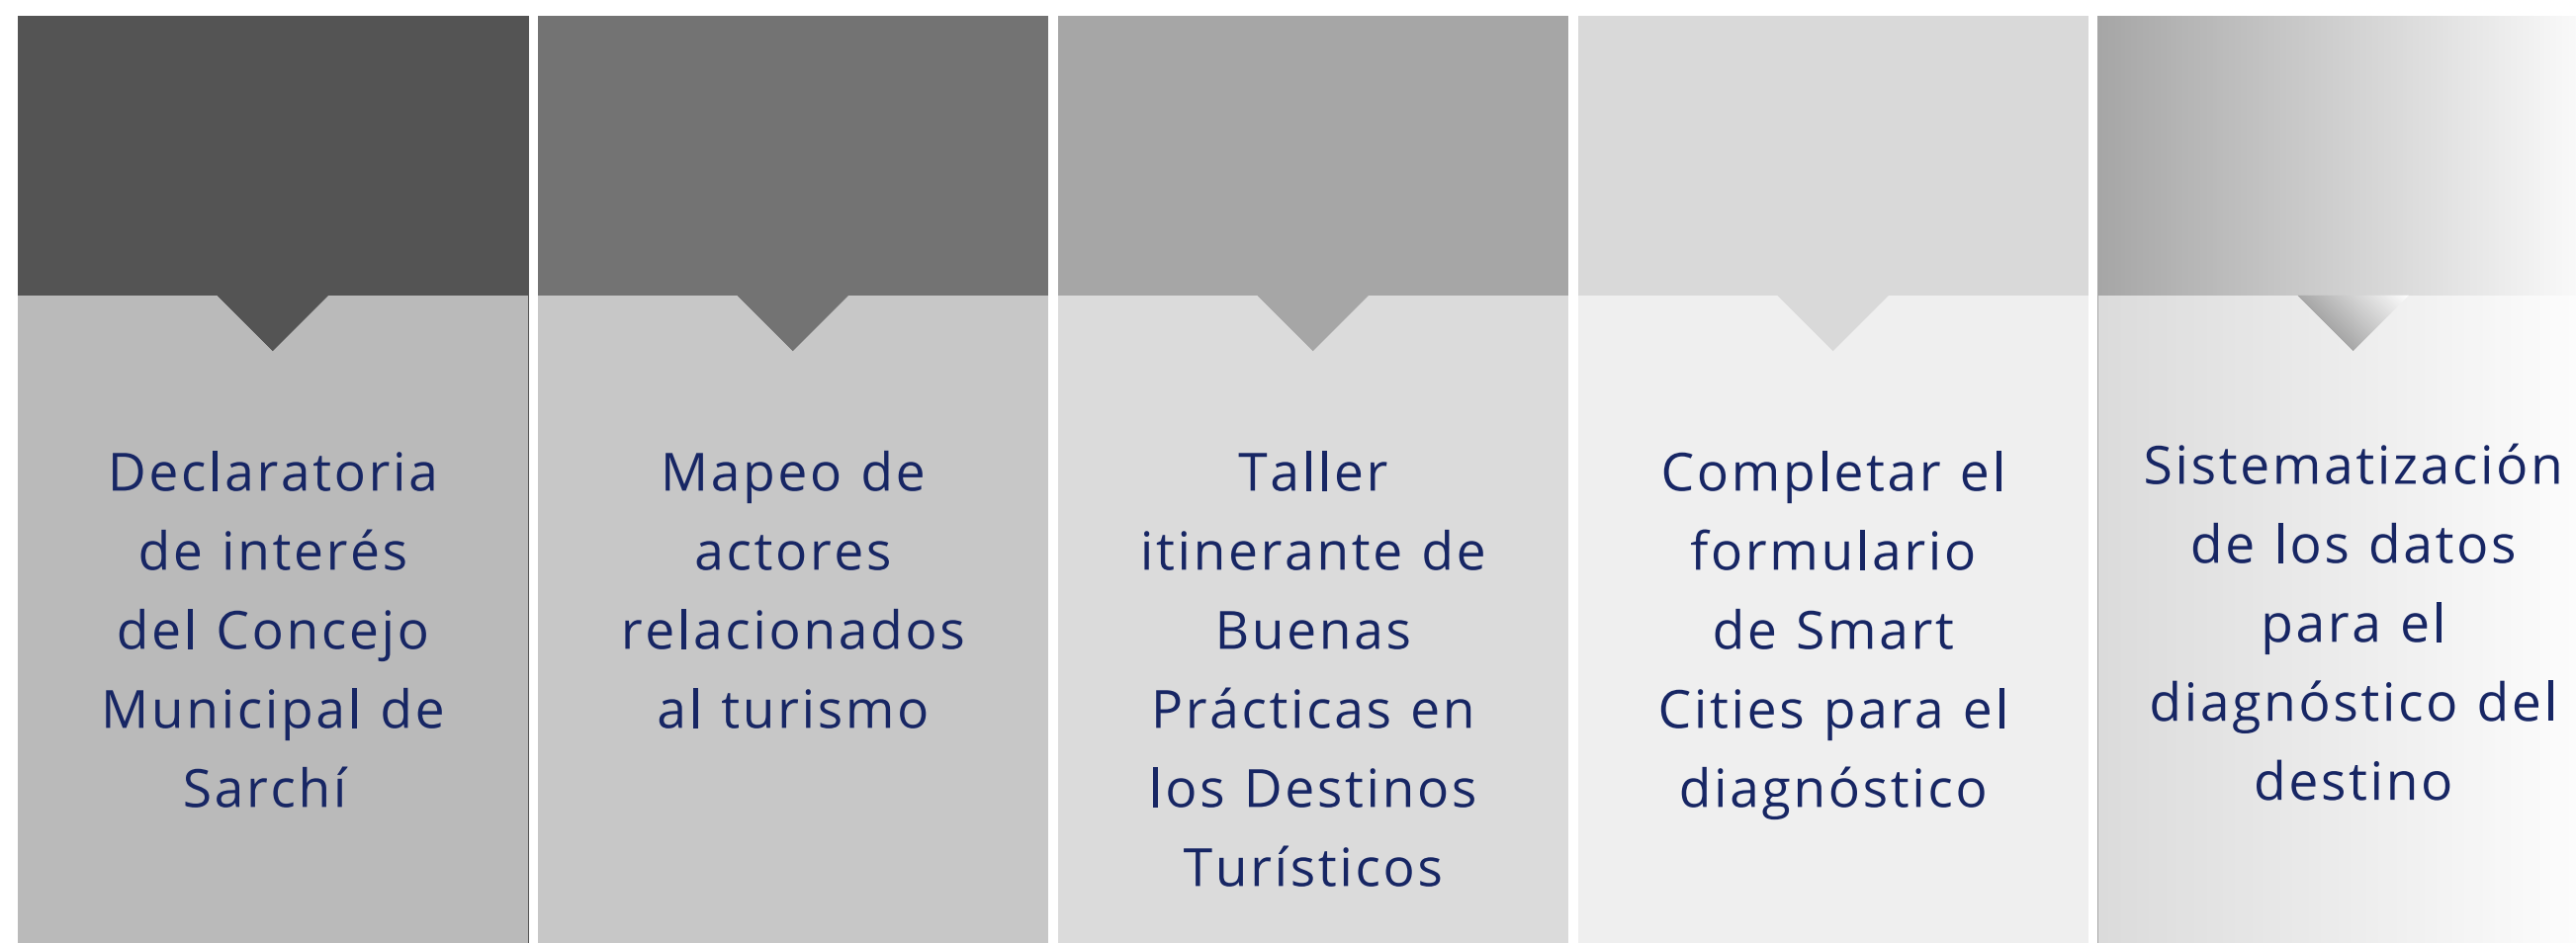 Declaratoria
de interés
del Concejo
Municipal de
Sarchí
Mapeo de
actores
relacionados
al turismo
Taller
itinerante de
Buenas
Prácticas en
los Destinos
Turísticos
Completar el
formulario
de Smart
Cities para el
diagnóstico
Sistematización
de los datos
para el
diagnóstico del
destino